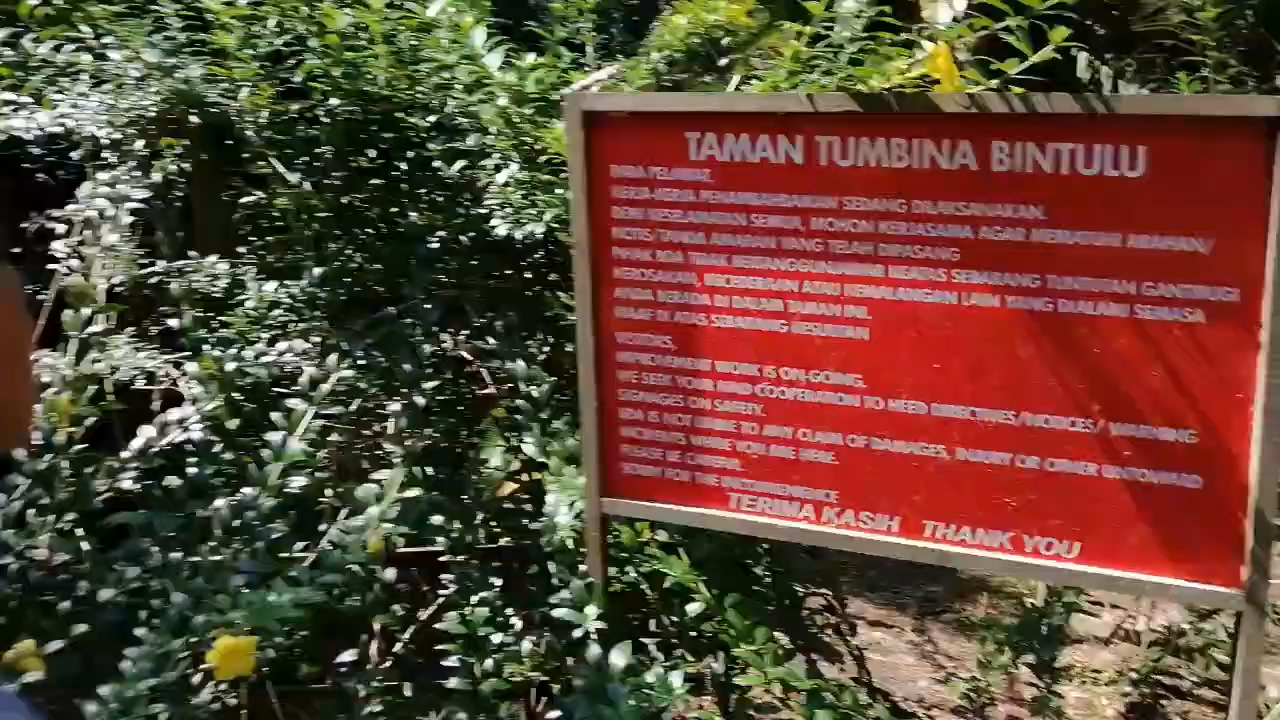 TAMAN TUMBINA BINTULU
PARA PELAWAT,
KERJA-KERJA PENAMBAHBAIKAN SEDANG DILAKSANAKAN.
DEMI KESELAMATAN SEMUA, MOHON KERJASAMA AGAR MEMATUHI ARAHAN/
NOTIS/ TANDA AMARAN YANG TELAH DIPASANG
PIHAK BDA TIDAK BERTANGGUNGJAWAB KEATAS SEBARANG TUNTUTAN GANTIRUGI
KEROSAKAN, KECEDERAAN ATAU KEMALANGAN LAIN YANG DIALAMI SEMASA
ANDA BERADA DI DALAM TAMAN INI.
MAAF DI ATAS SEBARANG KESULITAN
VISITORS,
IMPROVEMENT WORK IS ON-GOING.
WE SEEK YOUR KIND COOPERATION TO HEED DIRECTIVES/NOTICES/ WARNING
SIGNAGES ON SAFETY.
BDA IS NOT LIABLE TO ANY CLAIM OF DAMAGES, INJURY OR OTHER UNTOWARD
INCIDENTS WHILE YOU ARE HERE.
PLEASE BE CAREFUL.
SORRY FOR THE INCONVENIENCE
TERIMA KASIH THANK YOU